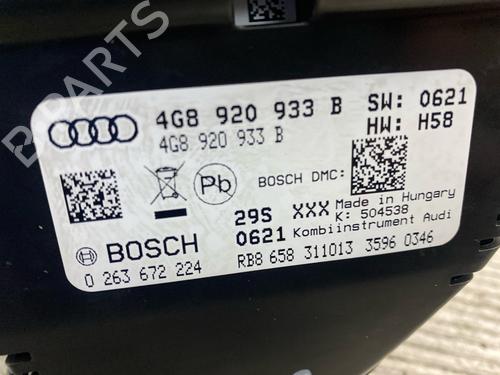 4G8 920 933 B SW: 0621
4G8 920 933 B HW: H58
Pb BOSCH DMC:
29S XXX Made in Hungary
K: 504538
BOSCH 0621 Kombiinstrument Audi
0 263 672 224 RB8 658 311013 3596 0346
B PARTS